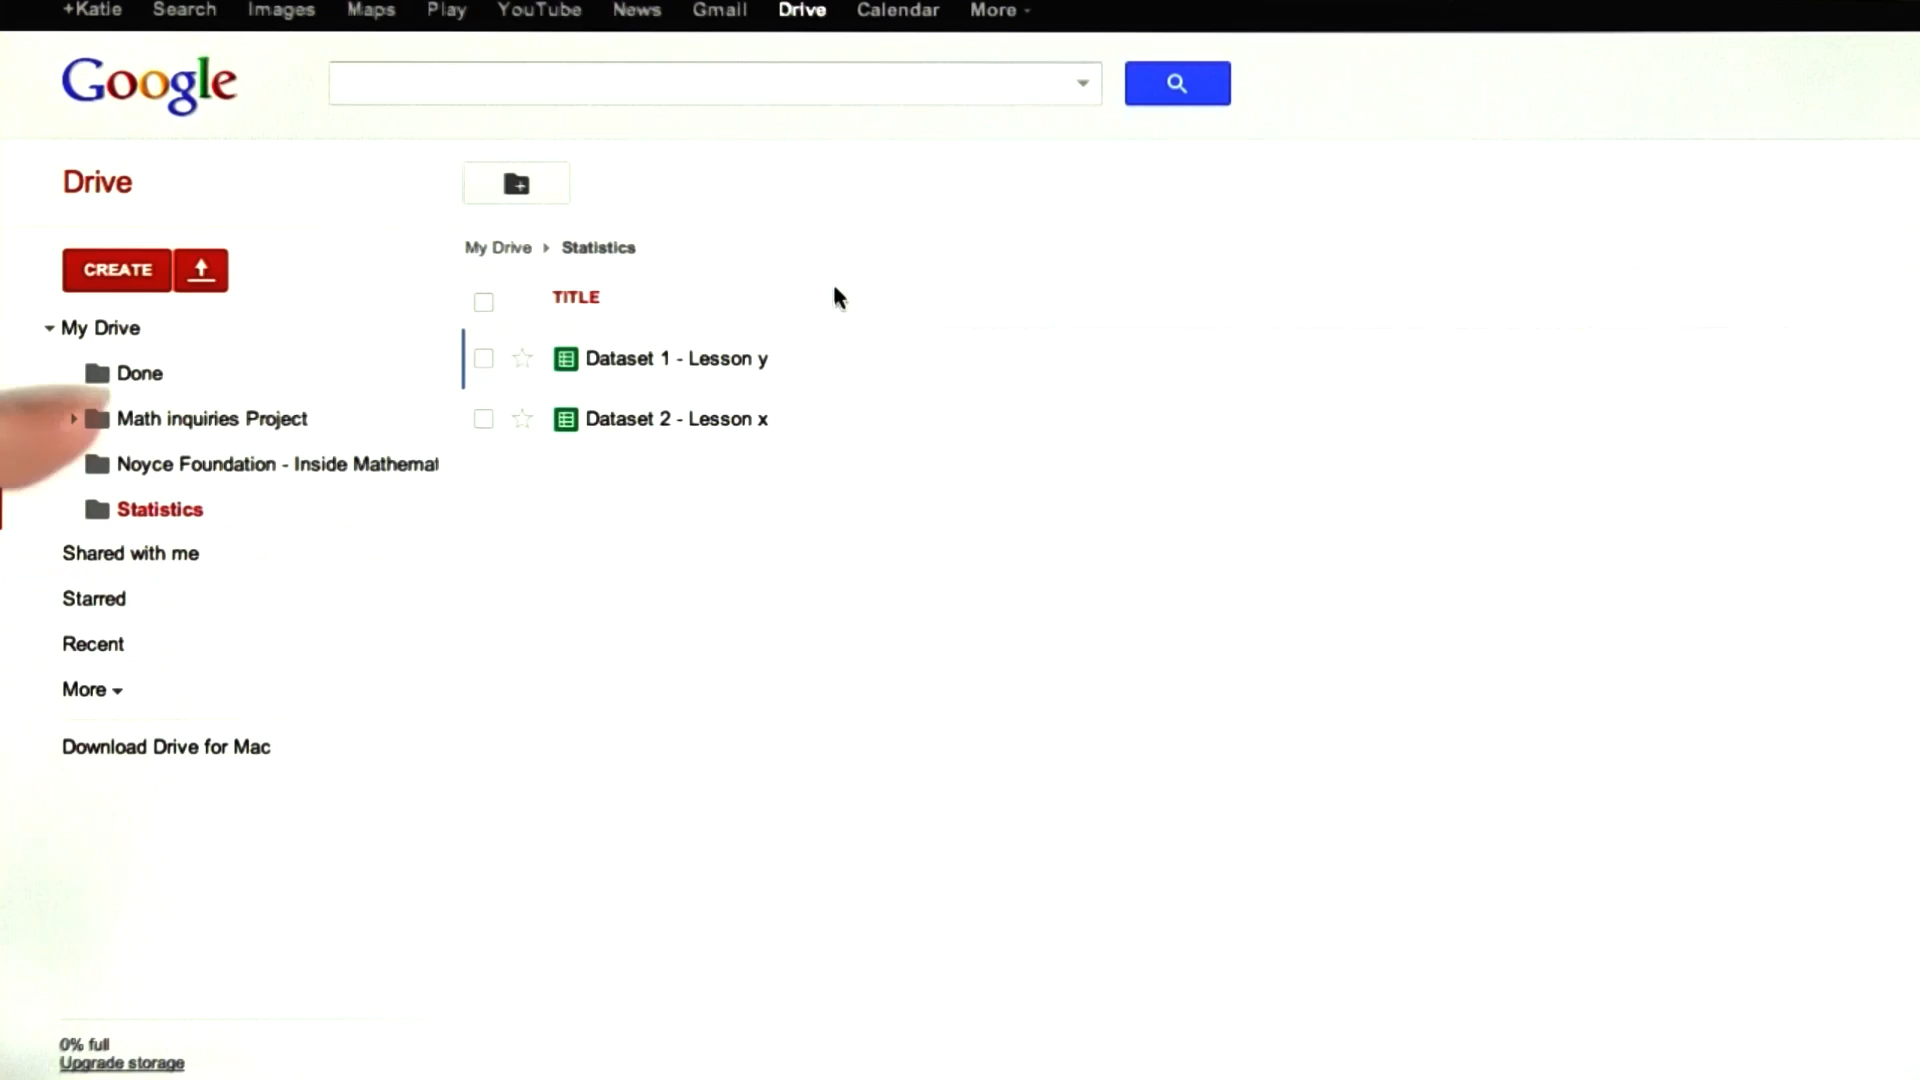 +Katie Search Images Maps Play YouTube News Gmail Drive Calendar More
Google
Drive
My Drive Statistics
CREATE
TITLE
My Drive
Dataset 1 - Lesson y
Done
Dataset 2 - Lesson x
Math inquiries Project
Noyce Foundation - Inside Mathemat
Statistics
Shared with me
Starred
Recent
More
Download Drive for Mac
0% full
Upgrade storage